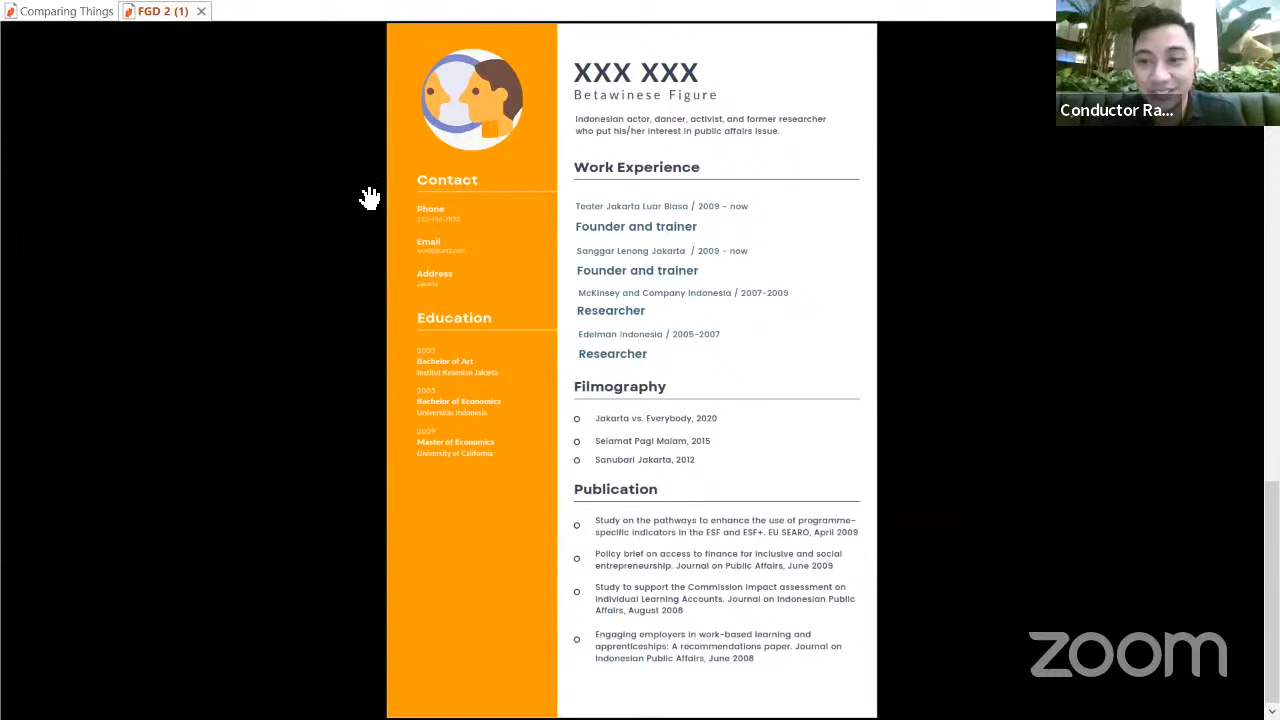 Comparing Things
FGD 2 (1)
Conductor Ra...
XXX XXX
Betawinese Figure
Indonesian actor, dancer, activist, and former researcher
who put his/her interest in public affairs issue.
Contact
Phone
Email
Address
Jakarta
Education
Bachelor of Art
Institut Kesenian Jakarta
2005
Bachelor of Economics
Universitas Indonesia
2009
Master of Economics
University of California
Work Experience
Teater Jakarta Luar Biasa / 2009 - now
Founder and trainer
Sanggar Lenong Jakarta / 2009 - now
Founder and trainer
McKinsey and Company Indonesia / 2007-2009
Researcher
Edelman Indonesia / 2005-2007
Researcher
Filmography
Jakarta vs. Everybody, 2020
Selamat Pagi Malam, 2015
Sanubari Jakarta, 2012
Publication
Study on the pathways to enhance the use of programme-
specific indicators in the ESF and ESF+. EU SEARO, April 2009
Policy brief on access to finance for inclusive and social
entrepreneurship. Journal on Public Affairs, June 2009
Study to support the Commission impact assessment on
Individual Learning Accounts. Journal on Indonesian Public
Affairs, August 2008
Engaging employers in work-based learning and
apprenticeships: A recommendations paper. Journal on
Indonesian Public Affairs, June 2008
zoom